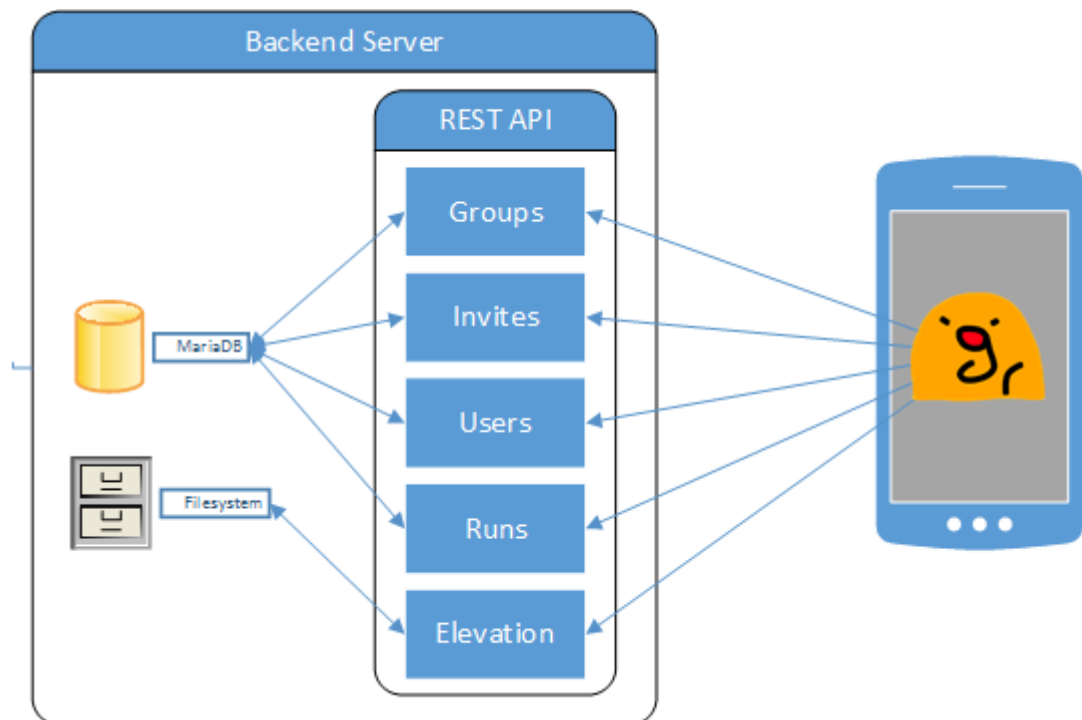 Backend Server
REST API
Groups
Invites
MariaDB
Users
Filesystem
Runs
Elevation